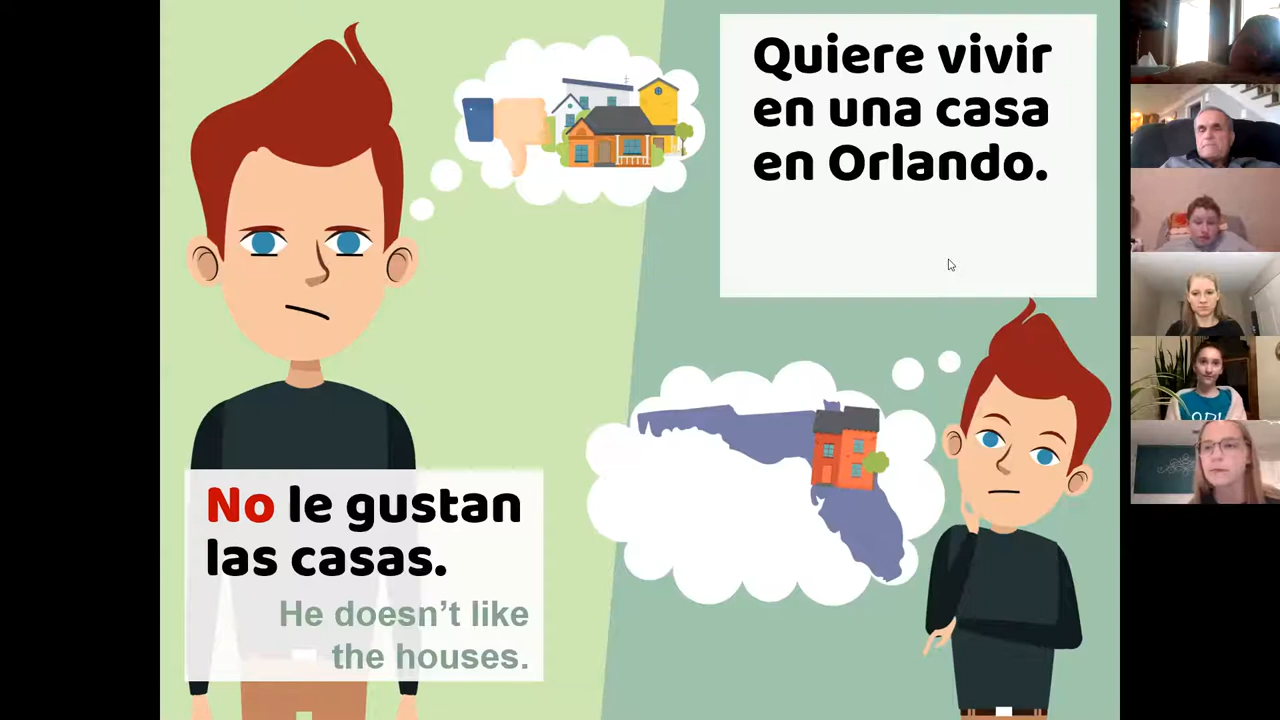 Quiere vivir
en una casa
en Orlando.
No le gustan
las casas.
He doesn't like
the houses.